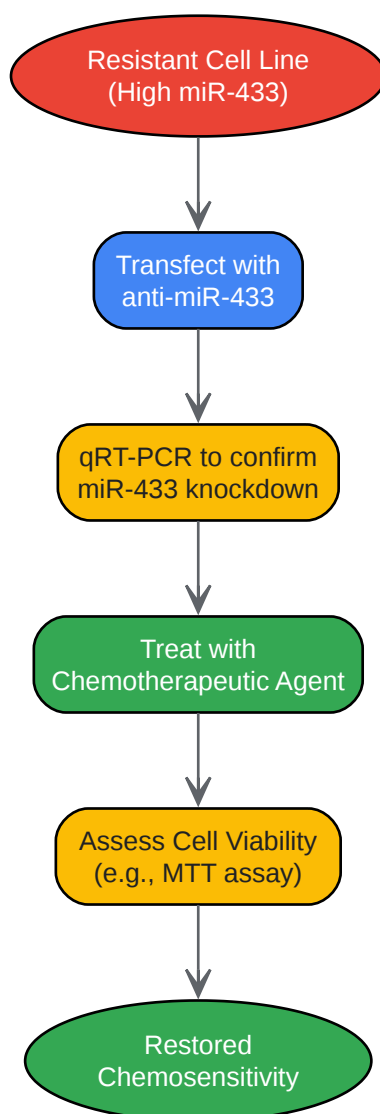 Resistant Cell Line
(High miR-433)
Transfect with
anti-miR-433
qRT-PCR to confirm
miR-433 knockdown
Treat with
Chemotherapeutic Agent
Assess Cell Viability
(e.g., MTT assay)
Restored
Chemosensitivity